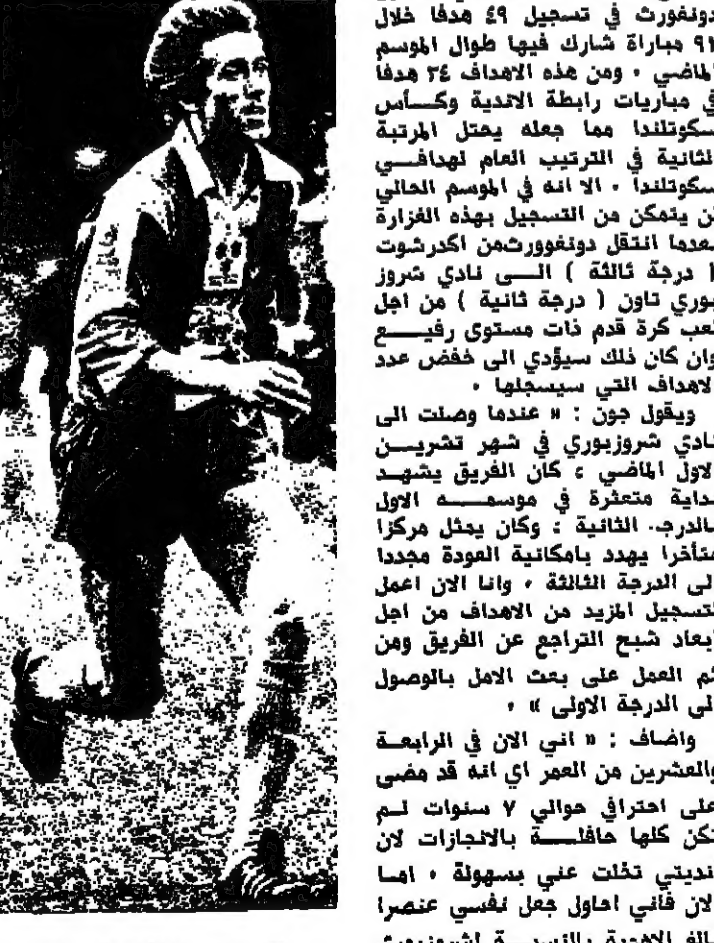 دونغورث في تسجيل ٤٩ هدفا خلال
مباراة شارك فيها طوال الموسم
الماضي ، ومن هذه الاهداف ٣٤ هدفا
في مباريات رابطة الاندية وكأس
سكوتلندا مما جعله يحتل المرتبة
الثانية في الترتيب العام لهدافي
سكوتلندا ، الا انه في الموسم الحالي
لن يتمكن من التسجيل بهذه الغزارة
بعدما انتقل دونغوورث من اكدرشوت
( درجة ثالثة ) الى نادي شروز
بوري تاون ( درجة ثانية ) من اجل
لعب كرة قدم ذات مستوى رفيع
وان كان ذلك سيؤدي الى خفض عدد
الاهداف التي سيسجلها ،
ويقول جون : « عندما وصلت الى
نادي شروزبوري في شهر تشرين
الاول الماضي ، كان الفريق يشهد
بداية متعثرة في موسمه الاول
بالدرجة الثانية ، وكان يمثل مركزا
متأخرا يهدد بامكانية العودة مجددا
الى الدرجة الثالثة ، وانا الان اعمل
لتسجيل المزيد من الاهداف من اجل
ابعاد شبح التراجع عن الفريق ومن
ثم العمل على بعث الامل بالوصول
الى الدرجة الاولى » ،
واضاف : « اني الان في الرابعة
والعشرين من العمر اي انه قد مضى
على احترافي حوالي ٧ سنوات لم
تكن كلها حافلة بالانجازات لان
انديتي تخلت عني بسهولة ، اما
الان فأني احاول جعل نفسي عنصرا
بالغ الاهمية بالنسبة